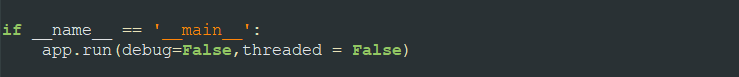 if __name__ == '__main__':
    app.run(debug=False,threaded = False)